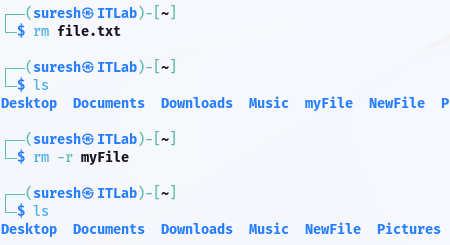 ┌──(suresh㉿ITLab)-[~]
└─$ rm file.txt
┌──(suresh㉿ITLab)-[~]
└─$ ls
Desktop Documents Downloads Music myFile NewFile P
┌──(suresh㉿ITLab)-[~]
└─$ rm -r myFile
┌──(suresh㉿ITLab)-[~]
└─$ ls
Desktop Documents Downloads Music NewFile Pictures